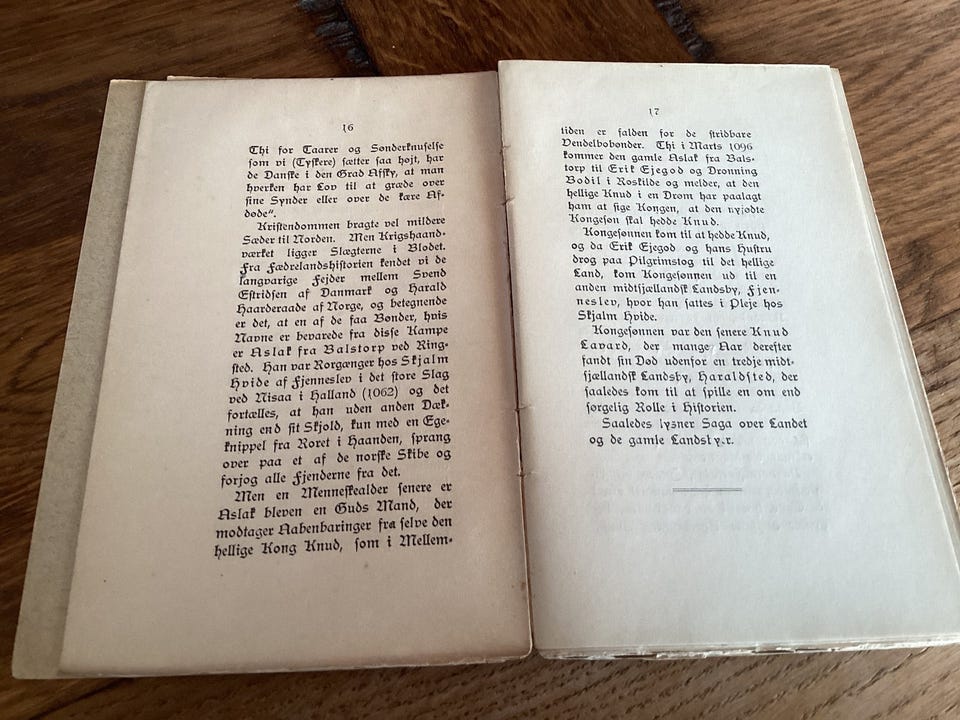 16
Thi for Taarer og Sønderknuselse
som vi (Tyskere) sætter saa højt, har
de Danske i den Grad Afsky, at man
hverken har Lov til at græde over
sine Synder eller over de kære Af-
døde“.
Kristendommen bragte vel mildere
Sæder til Norden. Men Krigshaand-
værket ligger Slægterne i Blodet.
Fra Fædrelandshistorien kendet vi de
langvarige Fejder mellem Svend
Estridsen af Danmark og Harald
Haarderaade af Norge, og betegnende
er det, at en af de faa Bønder, hvis
Navne er bevarede fra disse Kampe
er Aslak fra Balstorp ved Ring-
sted. Han var Rorgænger hos Skjalm
Hvide af Fjenneslev i det store Slag
ved Nisaa i Halland (1062) og det
fortælles, at han uden anden Dæk-
ning end sit Skjold, kun med en Ege-
knippel fra Roret i Haanden, sprang
over paa et af de norske Skibe og
forjog alle Fjenderne fra det.
Men en Menneskealder senere er
Aslak bleven en Guds Mand, der
modtager Aabenbaringer fra selve den
hellige Kong Knud, som i Mellem-
17
tiden er falden for de stridbare
Vendelbobønder. Thi i Marts 1096
kommer den gamle Aslak fra Bals-
torp til Erik Ejegod og Dronning
Bodil i Roskilde og melder, at den
hellige Knud i en Drøm har paalagt
ham at sige Kongen, at den nyfødte
Kongesøn skal hedde Knud.
Kongesønnen kom til at hedde Knud,
og da Erik Ejegod og hans Hustru
drog paa Pilgrimstog til det hellige
Land, kom Kongesønnen ud til en
anden midtsjællandsk Landsby, Fjen-
neslev, hvor han sattes i Pleje hos
Skjalm Hvide.
Kongesønnen var den senere Knud
Lavard, der mange Aar derefter
fandt sin Død udenfor en tredje midt-
sjællandsk Landsby, Haraldsted, der
saaledes kom til at spille en om end
sørgelig Rolle i Historien.
Saaledes lysner Saga over Landet
og de gamle Landsbyer.